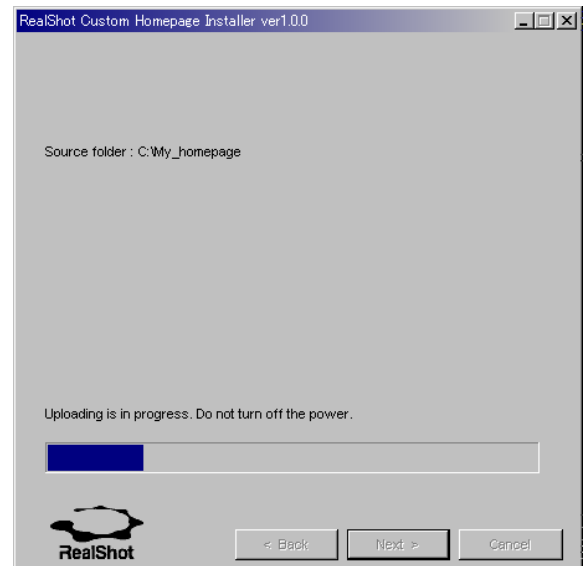 RealShot Custom Homepage Installer ver1.0.0
Source folder : C:\My_homepage
Uploading is in progress. Do not turn off the power.
RealShot
< Back
Next >
Cancel